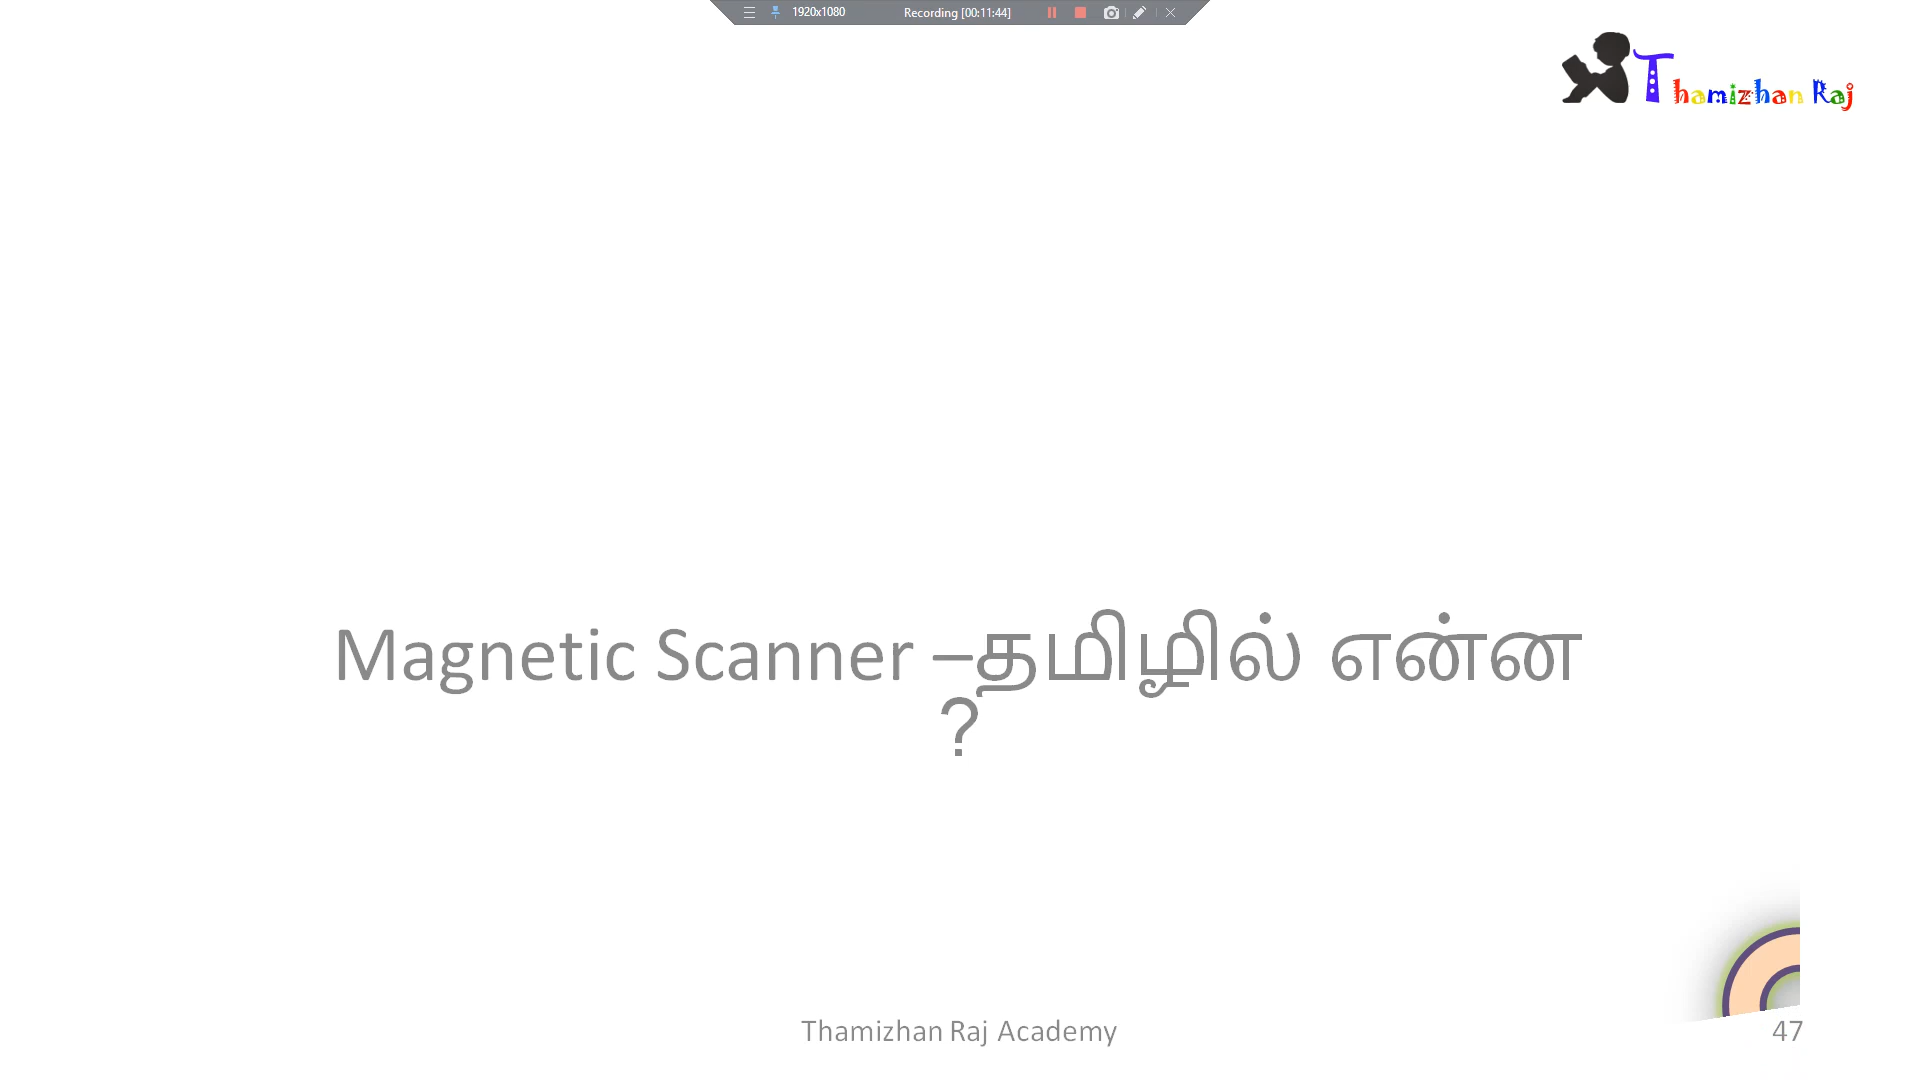 1920x1080 Recording [00:11:44]
Thamizhan Raj
Magnetic Scanner –தமிழில் என்ன
?
Thamizhan Raj Academy
47